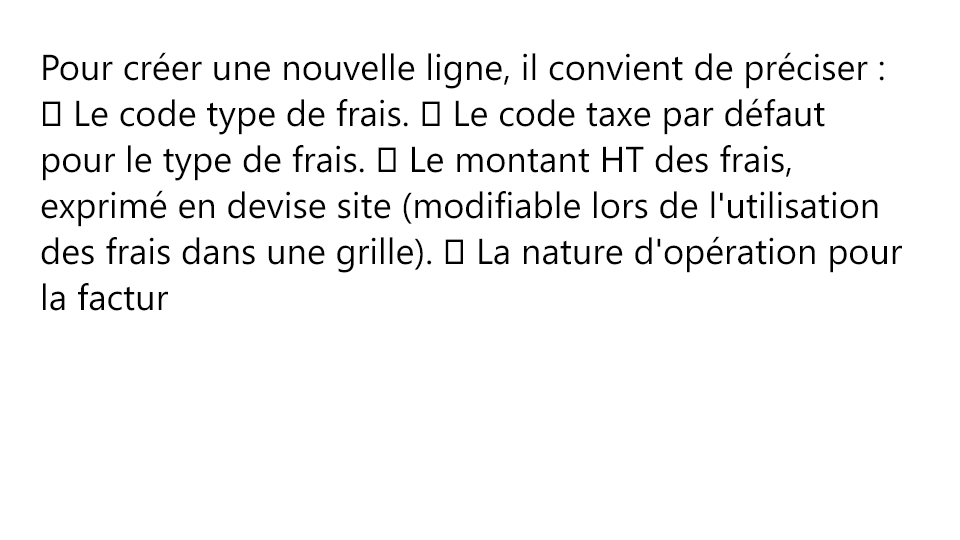 Pour créer une nouvelle ligne, il convient de préciser :
 Le code type de frais.  Le code taxe par défaut
pour le type de frais.  Le montant HT des frais,
exprimé en devise site (modifiable lors de l'utilisation
des frais dans une grille).  La nature d'opération pour
la factur